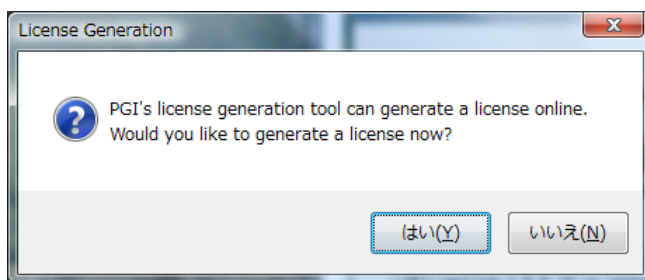 License Generation
PGI's license generation tool can generate a license online.
Would you like to generate a license now?
はい(Y)
いいえ(N)